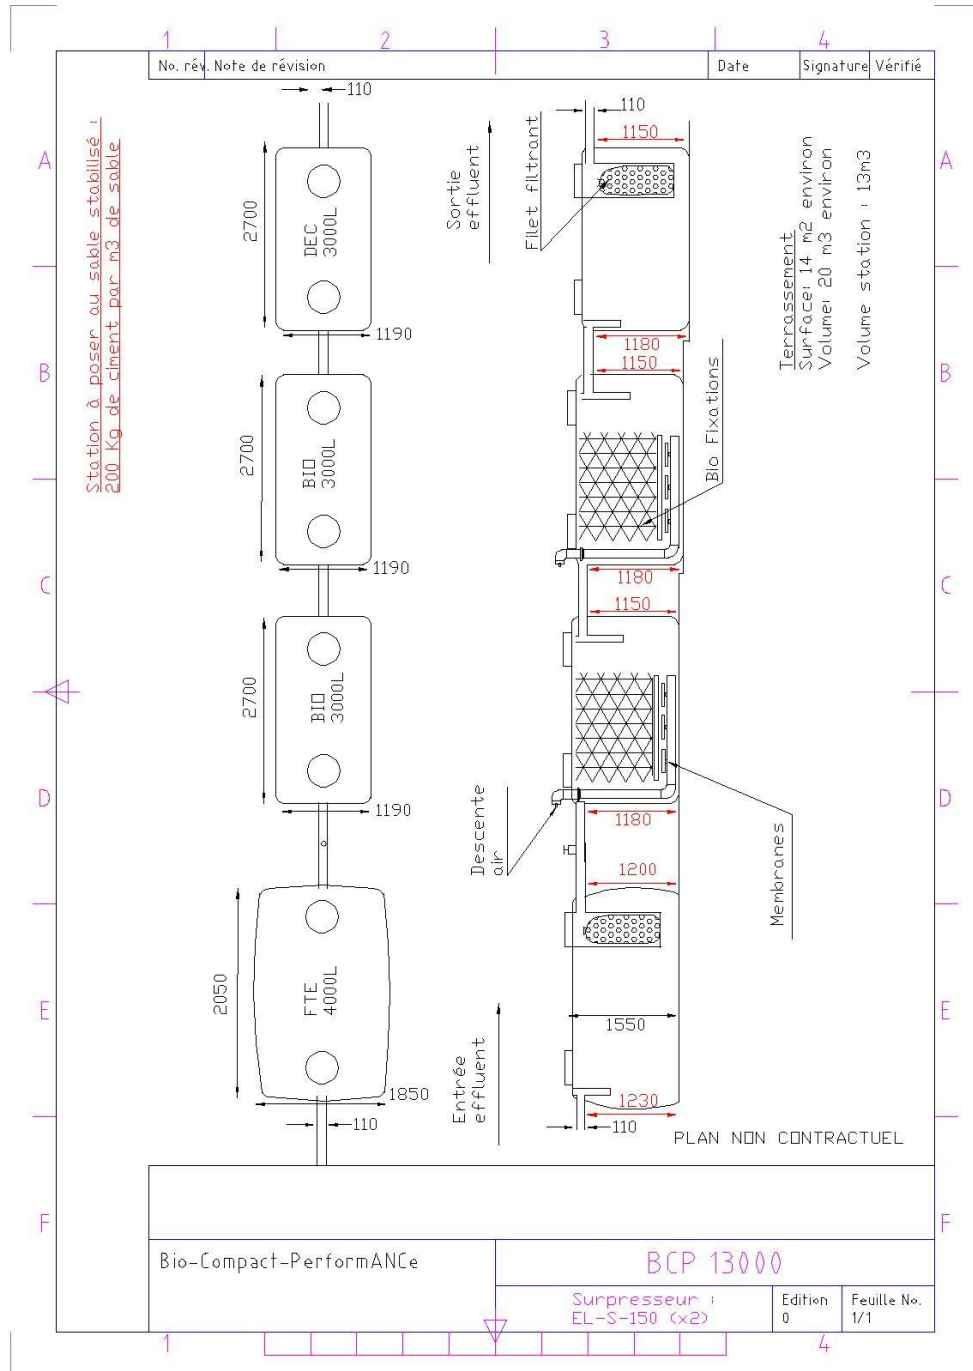 1
2
3
4
No. rév.
Note de révision
Date
Signature
Vérifié
A
B
C
D
E
F
A
B
C
D
E
F
Station à poser au sable stabilisé :
200 Kg de ciment par m3 de sable
110
2700
DEC
3000L
1190
2700
BIO
3000L
1190
2700
BIO
3000L
1190
2050
FTE
4000L
1850
110
Sortie
effluent
Filet filtrant
110
1150
1180
1150
Bio Fixations
1180
1150
Descente
air
1180
1200
Membranes
1550
Entrée
effluent
1230
110
Terrassement
Surface: 14 m2 environ
Volume: 20 m3 environ
Volume station : 13m3
PLAN NON CONTRACTUEL
Bio-Compact-PerformANCe
BCP 13000
Surpresseur :
EL-S-150 (x2)
Edition
0
Feuille No.
1/1
1
4